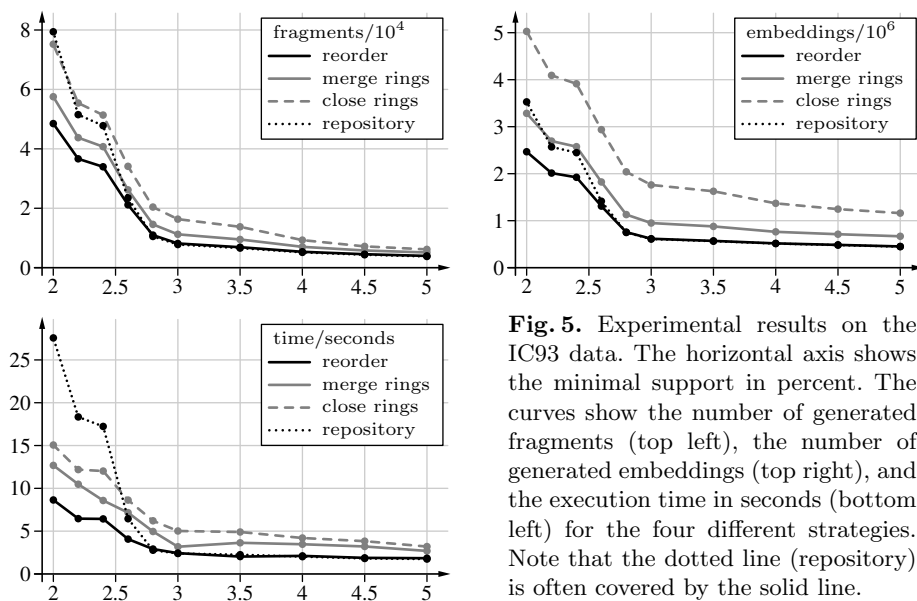 fragments/10^4
reorder
merge rings
close rings
repository
8
6
4
2
0
2 2.5 3 3.5 4 4.5 5
embeddings/10^6
reorder
merge rings
close rings
repository
5
4
3
2
1
0
2 2.5 3 3.5 4 4.5 5
time/seconds
reorder
merge rings
close rings
repository
25
20
15
10
5
0
2 2.5 3 3.5 4 4.5 5
Fig. 5. Experimental results on the
IC93 data. The horizontal axis shows
the minimal support in percent. The
curves show the number of generated
fragments (top left), the number of
generated embeddings (top right), and
the execution time in seconds (bottom
left) for the four different strategies.
Note that the dotted line (repository)
is often covered by the solid line.